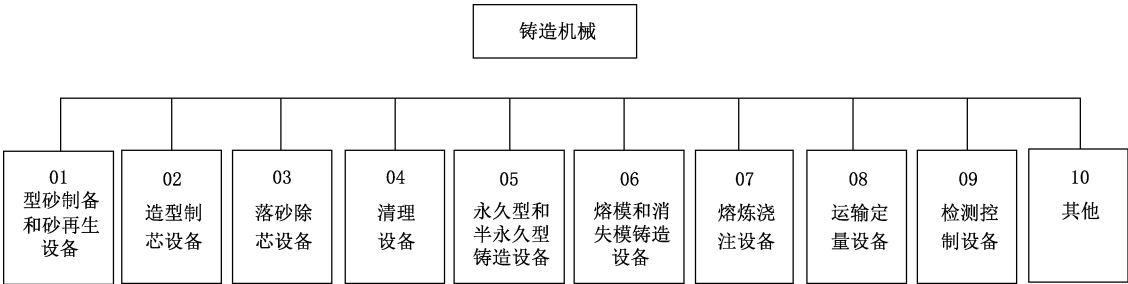 铸造机械
01
型砂制备
和砂再生
设备
02
造型制
芯设备
03
落砂除
芯设备
04
清理
设备
05
永久型和
半永久型
铸造设备
06
熔模和消
失模铸造
设备
07
熔炼浇
注设备
08
运输定
量设备
09
检测控
制设备
10
其他